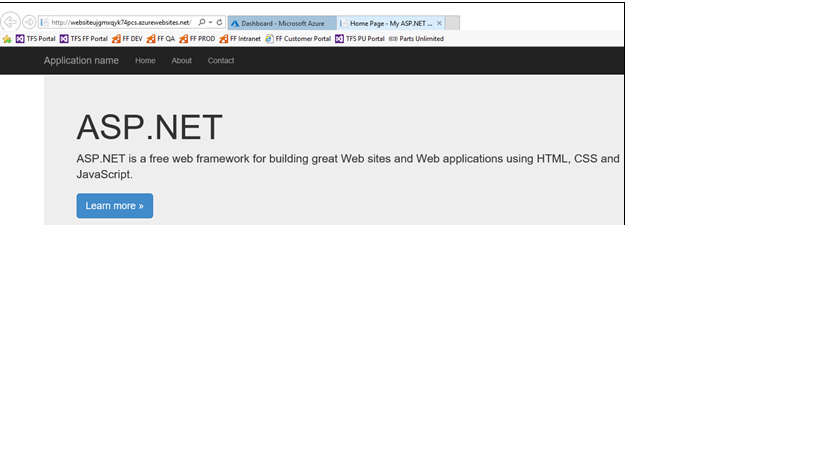 http://websiteujgmxqyk74pcs.azurewebsites.net/ Dashboard - Microsoft Azure Home Page - My ASP.NET ...
TFS Portal TFS FF Portal FF DEV FF QA FF PROD FF Intranet FF Customer Portal TFS PU Portal Parts Unlimited
Application name Home About Contact
ASP.NET
ASP.NET is a free web framework for building great Web sites and Web applications using HTML, CSS and
JavaScript.
Learn more »